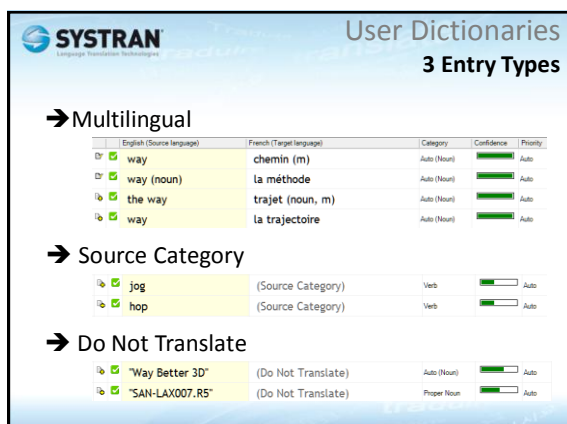 SYSTRAN
Language Translation Technologies
User Dictionaries
3 Entry Types
➔Multilingual
English (Source language) French (Target language) Category Confidence Priority
way chemin (m) Auto (Noun) Auto
way (noun) la méthode Auto (Noun) Auto
the way trajet (noun, m) Auto (Noun) Auto
way la trajectoire Auto (Noun) Auto
➔ Source Category
jog (Source Category) Verb Auto
hop (Source Category) Verb Auto
➔ Do Not Translate
"Way Better 3D" (Do Not Translate) Auto (Noun) Auto
"SAN-LAX007.R5" (Do Not Translate) Proper Noun Auto